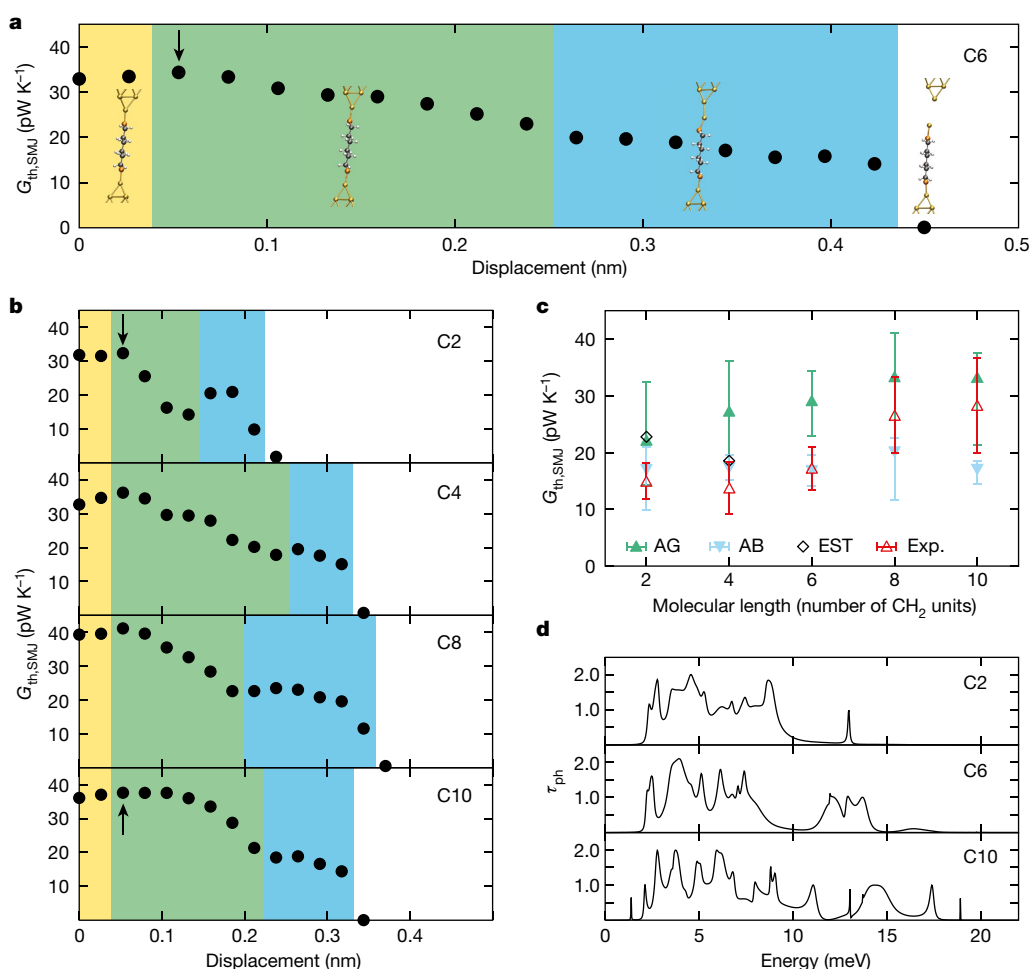 a
C6
G_th,SMJ (pW K⁻¹)
40
30
20
10
0
0 0.1 0.2 0.3 0.4 0.5
Displacement (nm)
b
C2
40
30
20
10
C4
40
30
20
10
C8
40
30
20
10
C10
40
30
20
10
G_th,SMJ (pW K⁻¹)
0 0.1 0.2 0.3 0.4
Displacement (nm)
c
G_th,SMJ (pW K⁻¹)
40
30
20
10
0
AG AB EST Exp.
2 4 6 8 10
Molecular length (number of CH₂ units)
d
C2
2.0
1.0
C6
2.0
1.0
C10
2.0
1.0
τ_ph
0 5 10 15 20
Energy (meV)